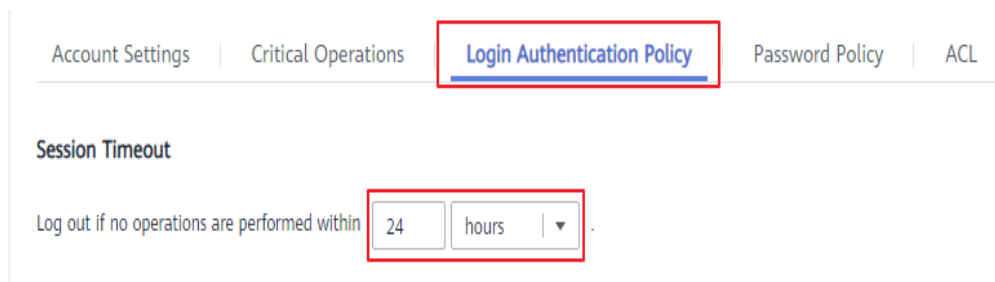 Account Settings Critical Operations Login Authentication Policy Password Policy ACL
Session Timeout
Log out if no operations are performed within 24 hours .